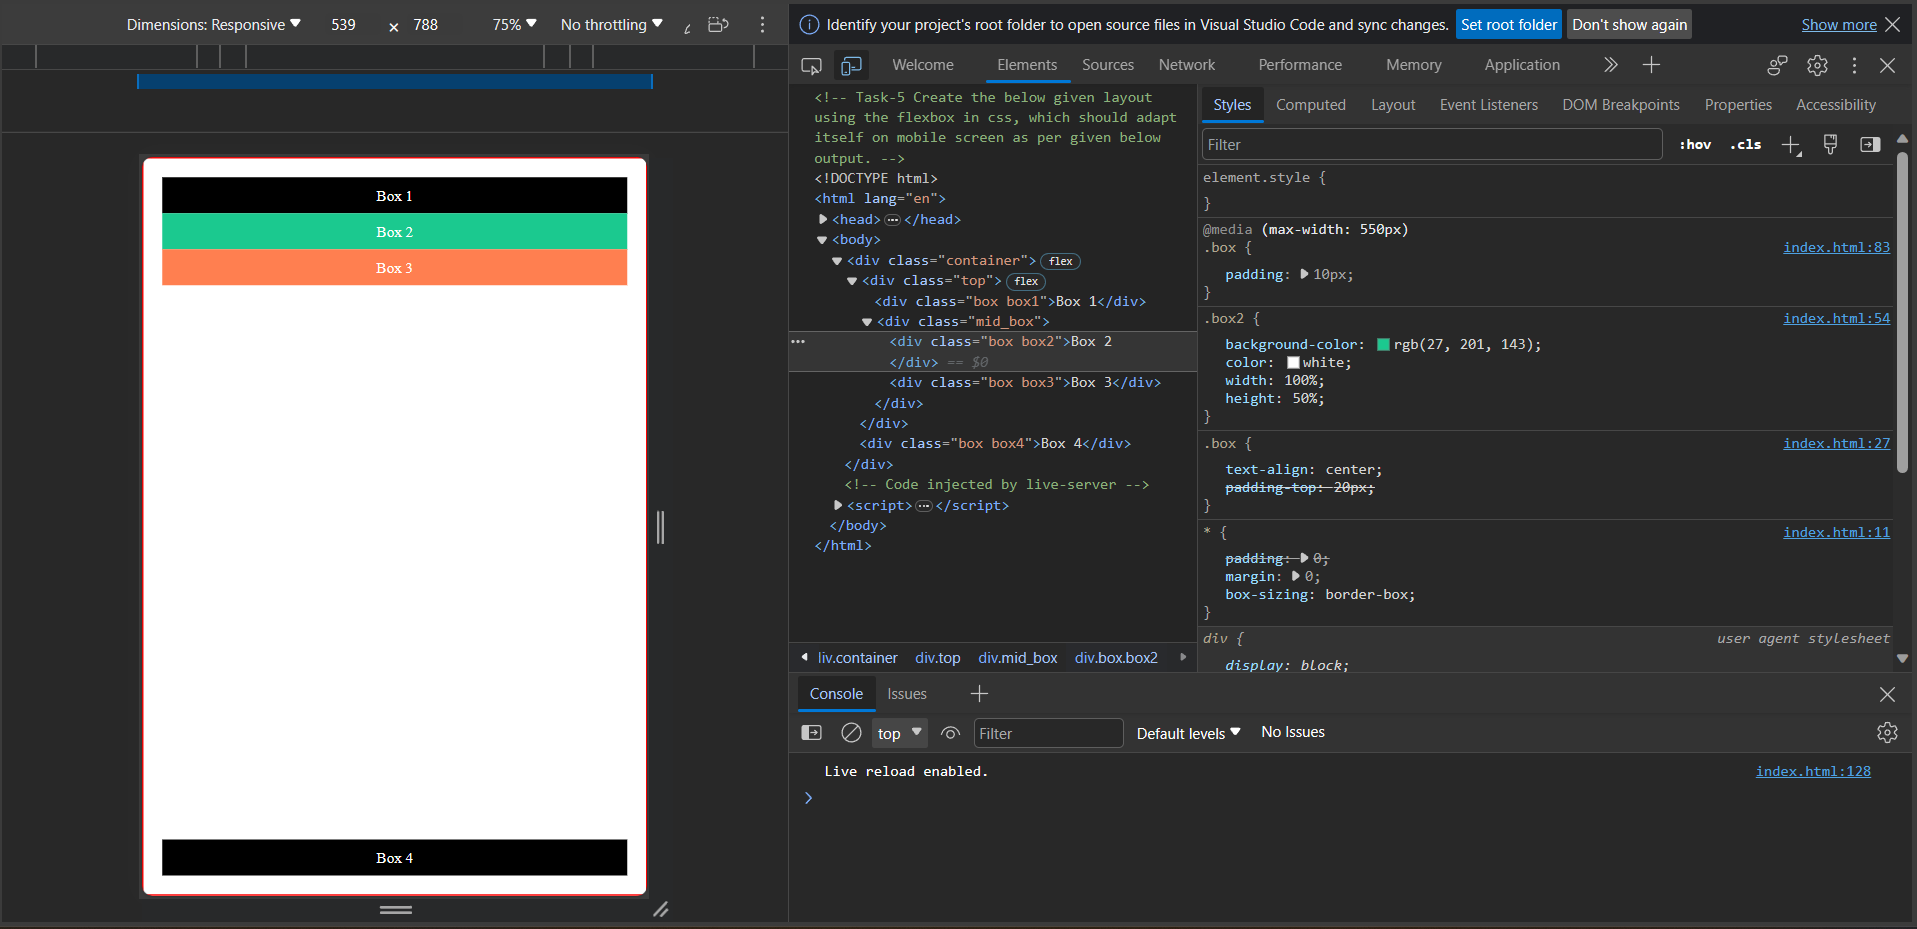 Dimensions: Responsive 539 × 788 75% No throttling
Box 1
Box 2
Box 3
Box 4
Identify your project's root folder to open source files in Visual Studio Code and sync changes. Set root folder Don't show again Show more
Welcome Elements Sources Network Performance Memory Application
<!-- Task-5 Create the below given layout
using the flexbox in css, which should adapt
itself on mobile screen as per given below
output. -->
<!DOCTYPE html>
<html lang="en">
<head> ⋯ </head>
<body>
<div class="container"> flex
<div class="top"> flex
<div class="box box1">Box 1</div>
<div class="mid_box">
<div class="box box2">Box 2
</div> == $0
<div class="box box3">Box 3</div>
</div>
</div>
<div class="box box4">Box 4</div>
</div>
<!-- Code injected by live-server -->
<script> ⋯ </script>
</body>
</html>
liv.container div.top div.mid_box div.box.box2
Styles Computed Layout Event Listeners DOM Breakpoints Properties Accessibility
Filter :hov .cls
element.style {
}
@media (max-width: 550px)
.box { index.html:83
padding: 10px;
}
.box2 { index.html:54
background-color: rgb(27, 201, 143);
color: white;
width: 100%;
height: 50%;
}
.box { index.html:27
text-align: center;
padding-top: 20px;
}
* { index.html:11
padding: 0;
margin: 0;
box-sizing: border-box;
}
div { user agent stylesheet
display: block;
Console Issues
top Filter Default levels No Issues
Live reload enabled. index.html:128